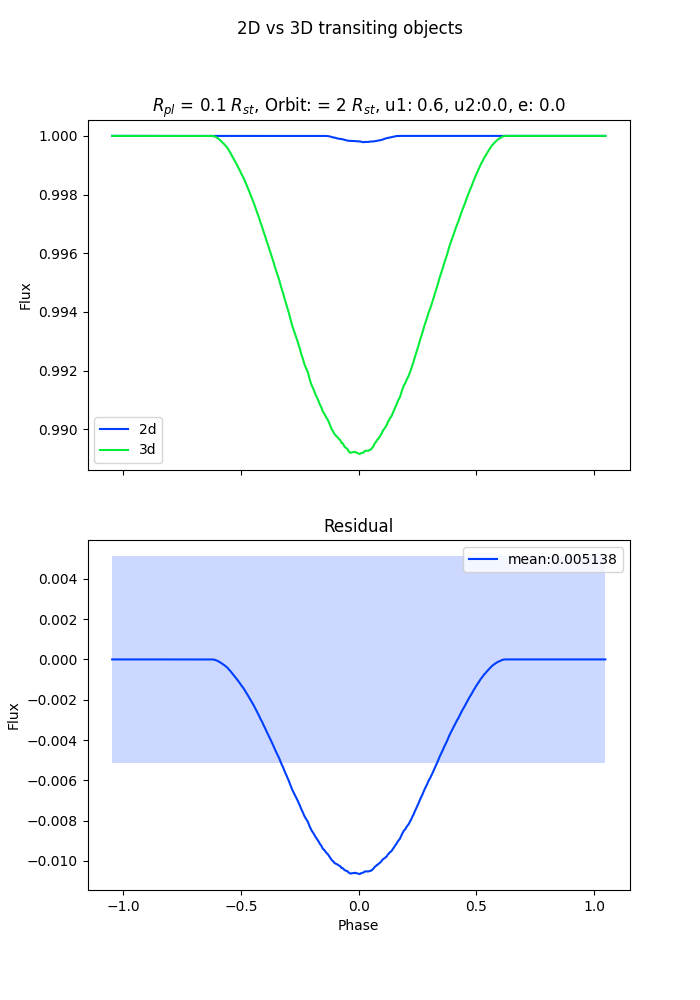 2D vs 3D transiting objects
R_pl = 0.1 R_st, Orbit: = 2 R_st, u1: 0.6, u2:0.0, e: 0.0
1.000
0.998
0.996
0.994
0.992
0.990
Flux
2d
3d
Residual
mean:0.005138
0.004
0.002
0.000
−0.002
−0.004
−0.006
−0.008
−0.010
Flux
−1.0 −0.5 0.0 0.5 1.0
Phase